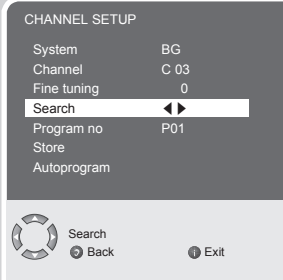 CHANNEL SETUP
System BG
Channel C 03
Fine tuning 0
Search
Program no P01
Store
Autoprogram
Search
Back
i Exit